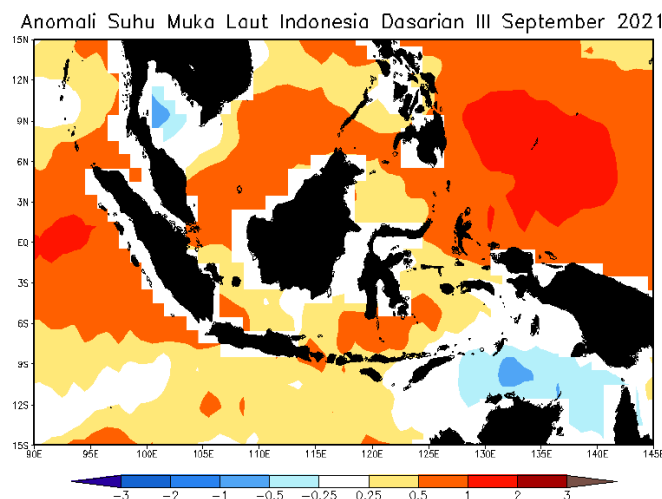 Anomali Suhu Muka Laut Indonesia Dasarian III September 2021
15N
12N
9N
6N
3N
EQ
3S
6S
9S
12S
15S
90E 95E 100E 105E 110E 115E 120E 125E 130E 135E 140E 145E
-3 -2 -1 -0.5 -0.25 0.25 0.5 1 2 3